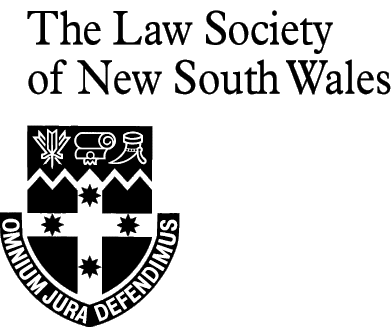 The Law Society
of New South Wales
OMNIUM JURA DEFENDIMUS